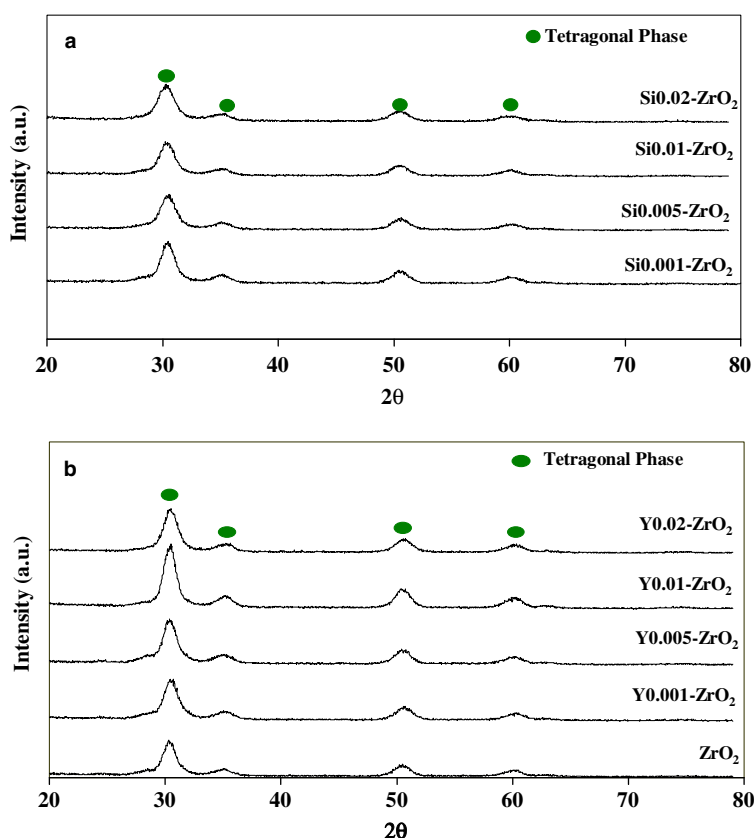 a
Tetragonal Phase
Si0.02-ZrO₂
Si0.01-ZrO₂
Si0.005-ZrO₂
Si0.001-ZrO₂
Intensity (a.u.)
20 30 40 50 60 70 80
2θ
b
Tetragonal Phase
Y0.02-ZrO₂
Y0.01-ZrO₂
Y0.005-ZrO₂
Y0.001-ZrO₂
ZrO₂
Intensity (a.u.)
20 30 40 50 60 70 80
2θ